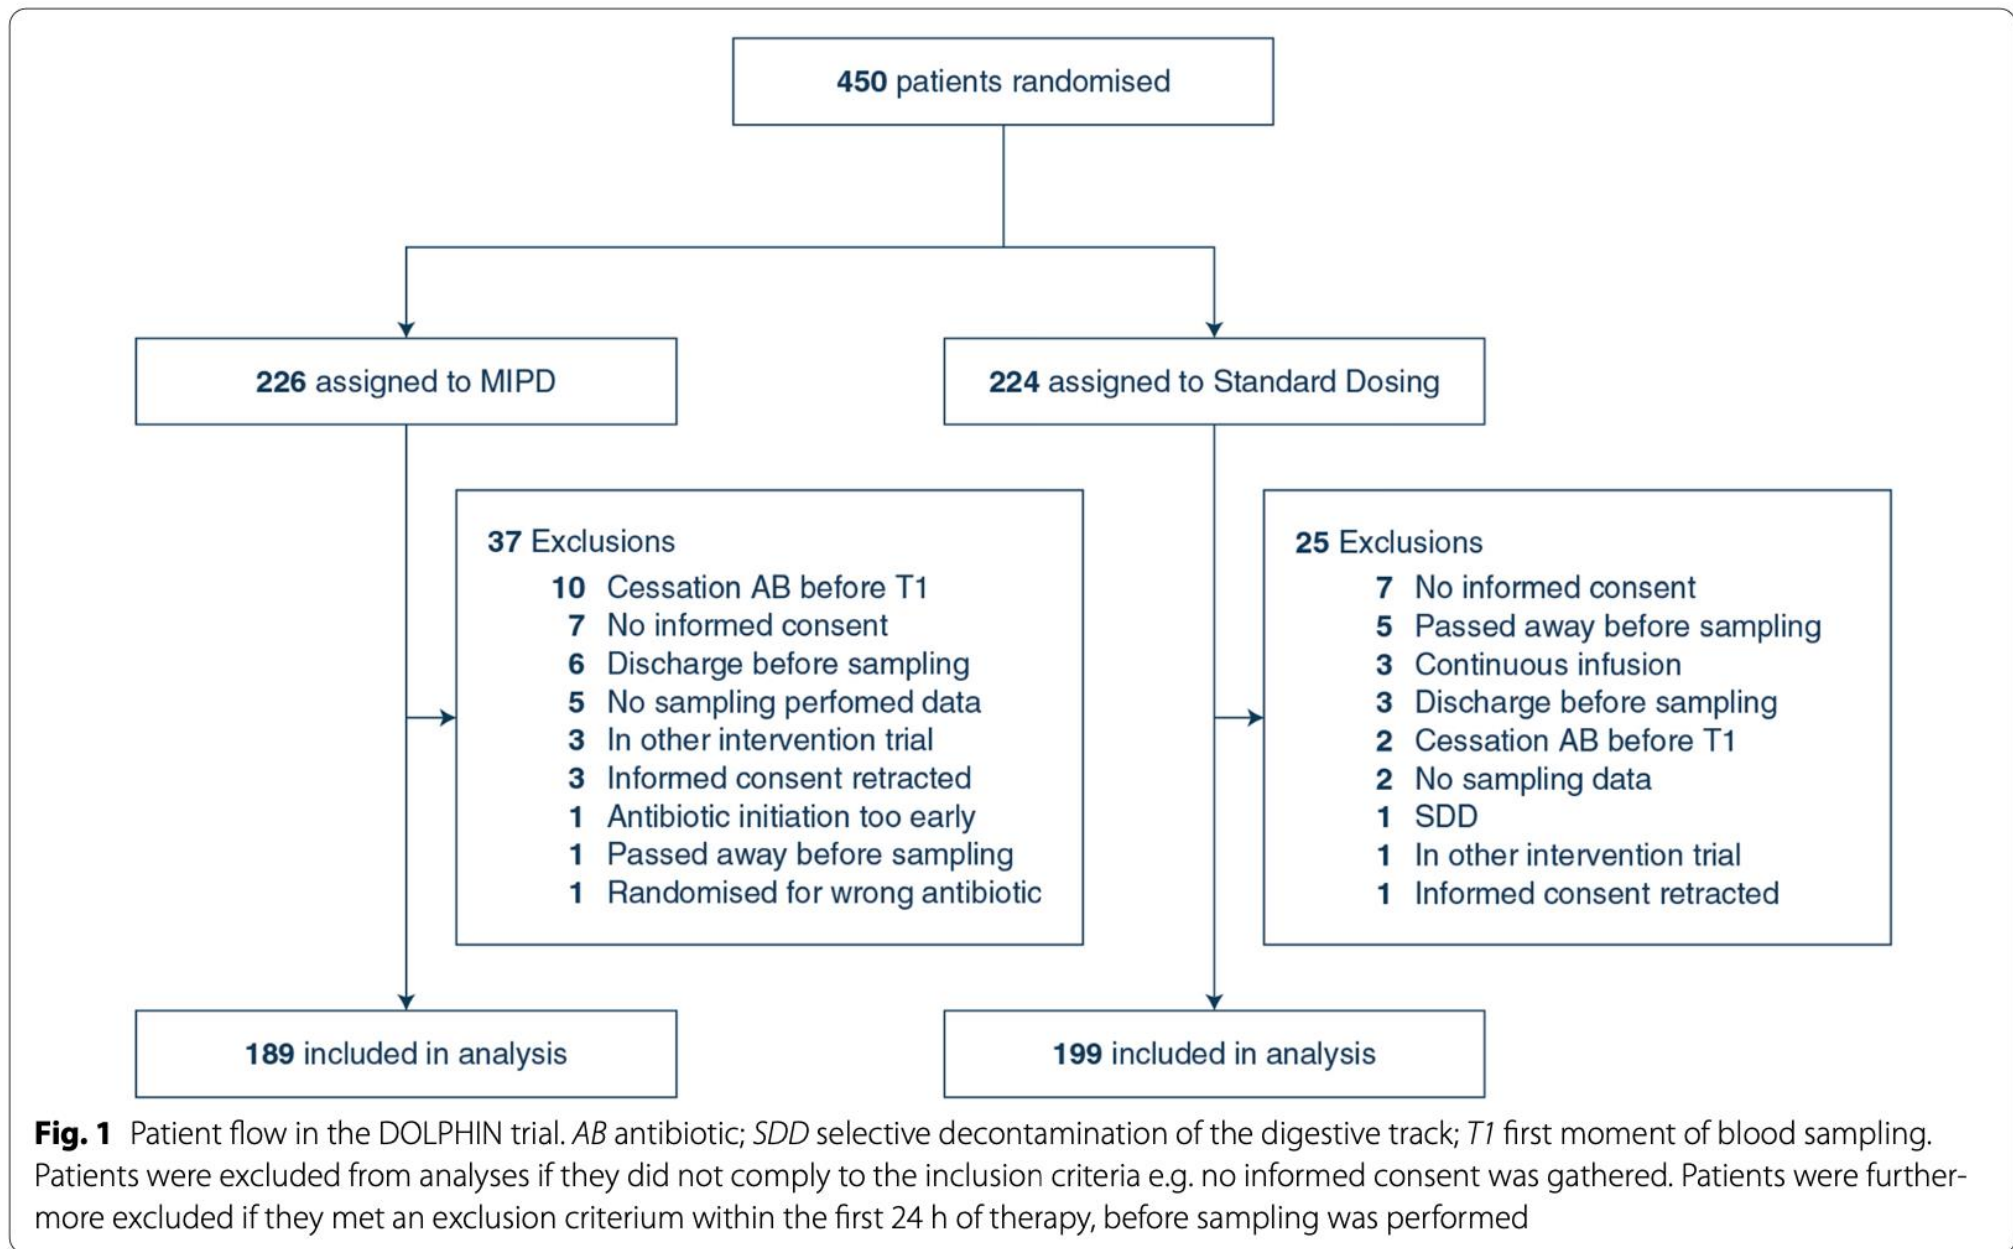 450 patients randomised
226 assigned to MIPD
224 assigned to Standard Dosing
37 Exclusions
10 Cessation AB before T1
7 No informed consent
6 Discharge before sampling
5 No sampling perfomed data
3 In other intervention trial
3 Informed consent retracted
1 Antibiotic initiation too early
1 Passed away before sampling
1 Randomised for wrong antibiotic
25 Exclusions
7 No informed consent
5 Passed away before sampling
3 Continuous infusion
3 Discharge before sampling
2 Cessation AB before T1
2 No sampling data
1 SDD
1 In other intervention trial
1 Informed consent retracted
189 included in analysis
199 included in analysis
Fig. 1 Patient flow in the DOLPHIN trial. AB antibiotic; SDD selective decontamination of the digestive track; T1 first moment of blood sampling.
Patients were excluded from analyses if they did not comply to the inclusion criteria e.g. no informed consent was gathered. Patients were further-
more excluded if they met an exclusion criterium within the first 24 h of therapy, before sampling was performed